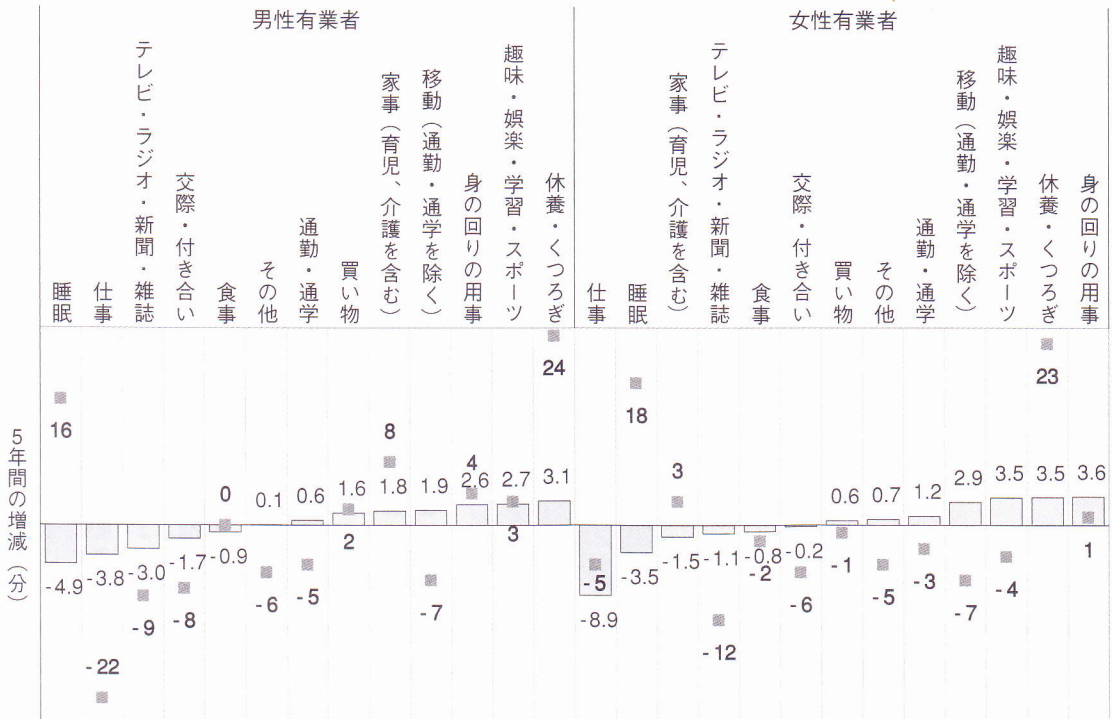 男性有業者
女性有業者
睡眠
仕事
テレビ・ラジオ・新聞・雑誌
交際・付き合い
食事
その他
通勤・通学
買い物
家事（育児、介護を含む）
移動（通勤・通学を除く）
身の回りの用事
趣味・娯楽・学習・スポーツ
休養・くつろぎ
仕事
睡眠
家事（育児、介護を含む）
テレビ・ラジオ・新聞・雑誌
食事
交際・付き合い
買い物
その他
通勤・通学
移動（通勤・通学を除く）
趣味・娯楽・学習・スポーツ
休養・くつろぎ
身の回りの用事
5年間の増減（分）
16
-4.9
-22
-3.8
-9
-3.0
-8
-1.7
0
-0.9
0.1
-6
0.6
-5
1.6
2
8
1.8
1.9
-7
4
2.6
2.7
3
24
3.1
-5
-8.9
18
-3.5
3
-1.5
-1.1
-12
-0.8
-2
-0.2
-6
0.6
-1
0.7
-5
1.2
-3
2.9
-7
3.5
-4
23
3.5
3.6
1